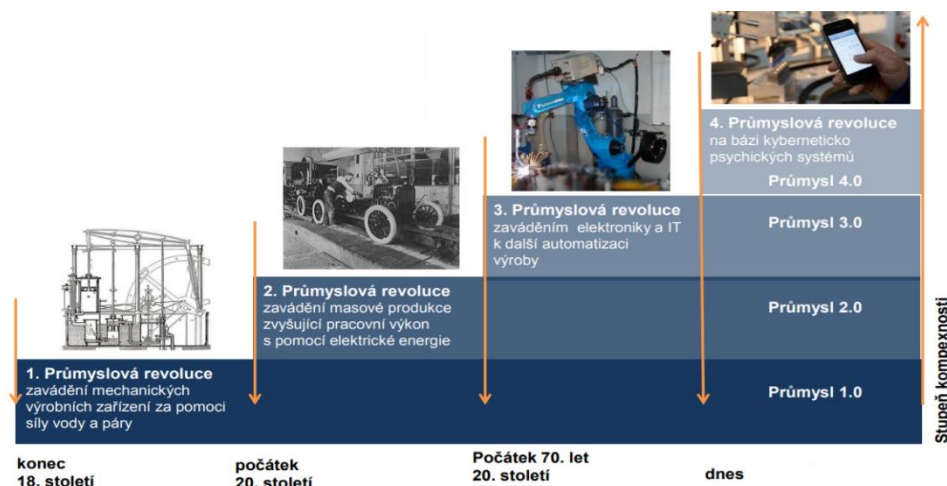 4. Průmyslová revoluce
na bázi kyberneticko
psychických systémů
Průmysl 4.0
3. Průmyslová revoluce
zaváděním elektroniky a IT
k další automatizaci
výroby
Průmysl 3.0
2. Průmyslová revoluce
zavádění masové produkce
zvyšující pracovní výkon
s pomocí elektrické energie
Průmysl 2.0
1. Průmyslová revoluce
zavádění mechanických
výrobních zařízení za pomoci
síly vody a páry
Průmysl 1.0
Stupeň kompexnosti
konec
18. století
počátek
20. století
Počátek 70. let
20. století
dnes